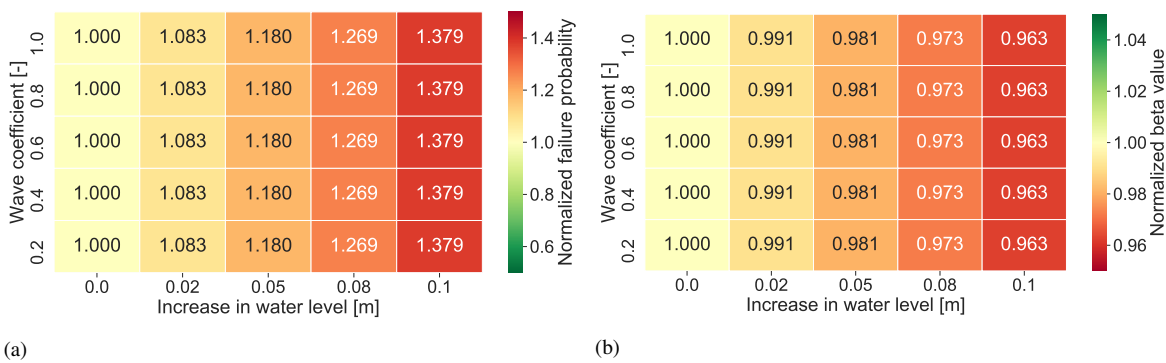 Wave coefficient [-]
1.0 1.000 1.083 1.180 1.269 1.379
0.8 1.000 1.083 1.180 1.269 1.379
0.6 1.000 1.083 1.180 1.269 1.379
0.4 1.000 1.083 1.180 1.269 1.379
0.2 1.000 1.083 1.180 1.269 1.379
0.0 0.02 0.05 0.08 0.1
Increase in water level [m]
1.4
1.2
1.0
0.8
0.6
Normalized failure probability
(a)
Wave coefficient [-]
1.0 1.000 0.991 0.981 0.973 0.963
0.8 1.000 0.991 0.981 0.973 0.963
0.6 1.000 0.991 0.981 0.973 0.963
0.4 1.000 0.991 0.981 0.973 0.963
0.2 1.000 0.991 0.981 0.973 0.963
0.0 0.02 0.05 0.08 0.1
Increase in water level [m]
1.04
1.02
1.00
0.98
0.96
Normalized beta value
(b)